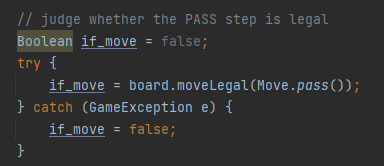 // judge whether the PASS step is legal
Boolean if_move = false;
try {
    if_move = board.moveLegal(Move.pass());
} catch (GameException e) {
    if_move = false;
}